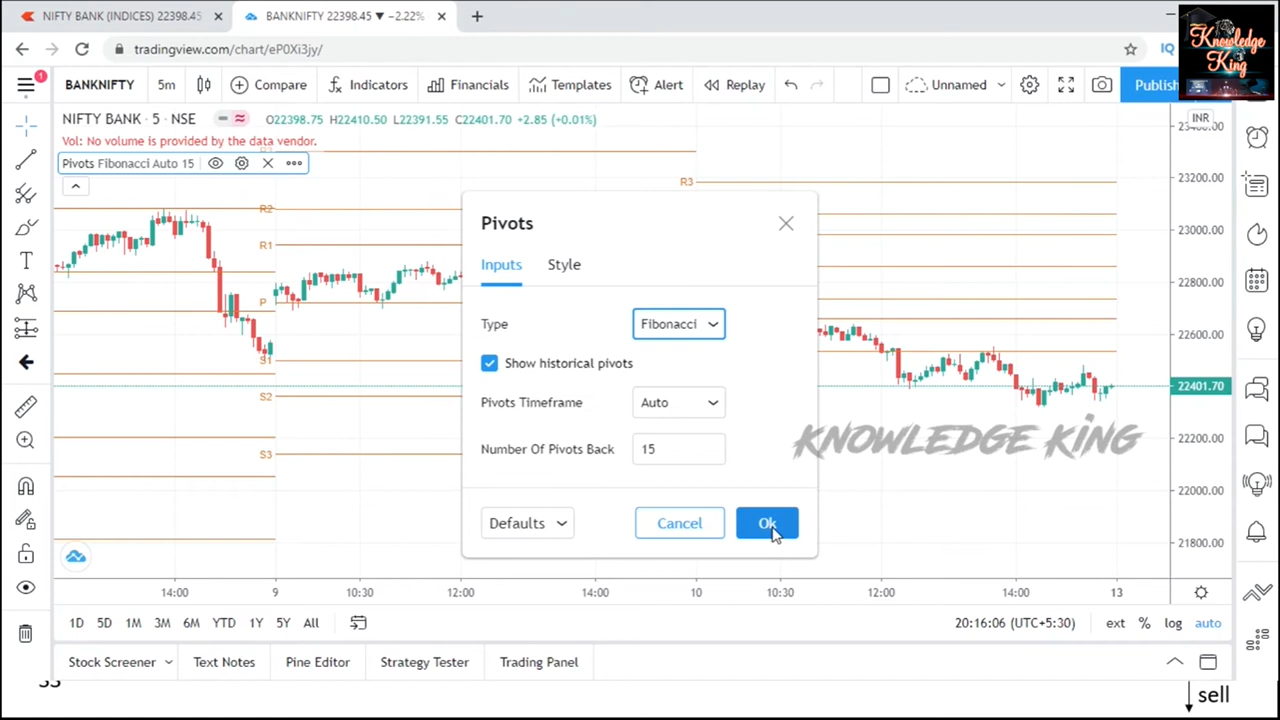 NIFTY BANK (INDICES) 22398.45
BANKNIFTY 22398.45 ▼ −2.22%
Knowledge
King
tradingview.com/chart/eP0Xi3jy/
IQ
1
BANKNIFTY 5m Compare Indicators Financials Templates Alert Replay Unnamed Publish
NIFTY BANK · 5 · NSE O22398.75 H22410.50 L22391.55 C22401.70 +2.85 (+0.01%)
INR
Vol: No volume is provided by the data vendor.
Pivots Fibonacci Auto 15
R3
R2
R1
P
S1
S2
S3
Pivots
Inputs Style
Type Fibonacci
Show historical pivots
Pivots Timeframe Auto
Number Of Pivots Back 15
Defaults Cancel Ok
23200.00
23000.00
22800.00
22600.00
22401.70
22200.00
22000.00
21800.00
KNOWLEDGE KING
14:00 9 10:30 12:00 14:00 10 10:30 12:00 14:00 13
1D 5D 1M 3M 6M YTD 1Y 5Y All
20:16:06 (UTC+5:30) ext % log auto
Stock Screener Text Notes Pine Editor Strategy Tester Trading Panel
sell